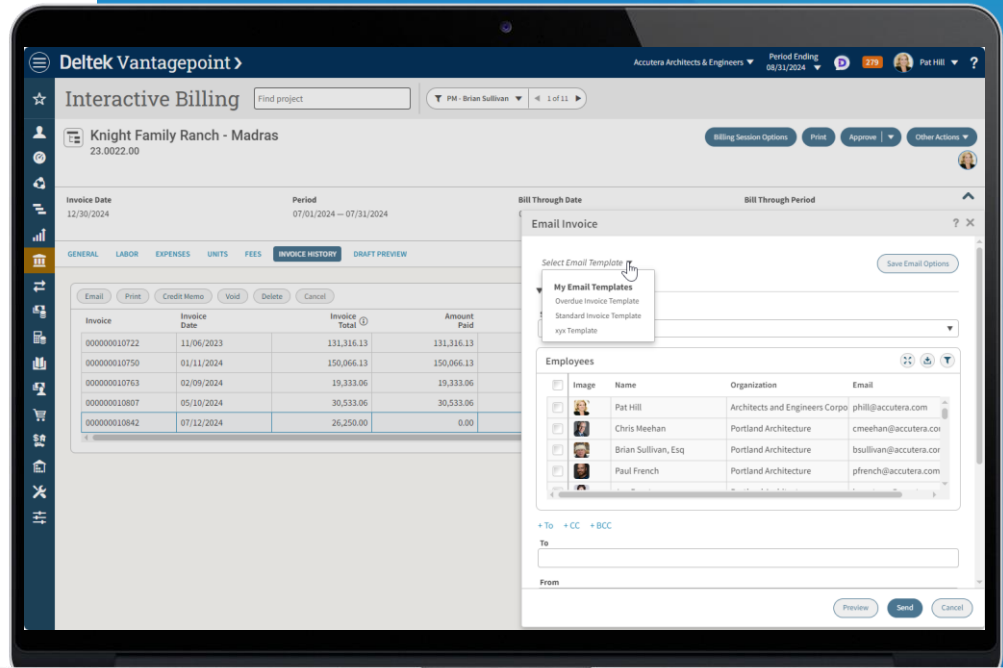 Deltek Vantagepoint >
Accutera Architects & Engineers
Period Ending
08/31/2024
D
279
Pat Hill
?
Interactive Billing
Find project
PM - Brian Sullivan
1 of 11
Knight Family Ranch - Madras
23.0022.00
Billing Session Options
Print
Approve
Other Actions
Invoice Date
Period
Bill Through Date
Bill Through Period
12/30/2024
07/01/2024 — 07/31/2024
GENERAL LABOR EXPENSES UNITS FEES INVOICE HISTORY DRAFT PREVIEW
Email Print Credit Memo Void Delete Cancel
Invoice
Invoice Date
Invoice Total
Amount Paid
000000010722 11/06/2023 131,316.13 131,316.13
000000010750 01/11/2024 150,066.13 150,066.13
000000010763 02/09/2024 19,333.06 19,333.06
000000010807 05/10/2024 30,533.06 30,533.06
000000010842 07/12/2024 26,250.00 0.00
Email Invoice
?
Select Email Template
Save Email Options
My Email Templates
Overdue Invoice Template
Standard Invoice Template
xyx Template
Employees
Image Name Organization Email
Pat Hill Architects and Engineers Corpo phill@accutera.com
Chris Meehan Portland Architecture cmeehan@accutera.co
Brian Sullivan, Esq Portland Architecture bsullivan@accutera.co
Paul French Portland Architecture pfrench@accutera.com
+ To + CC + BCC
To
From
Preview Send Cancel